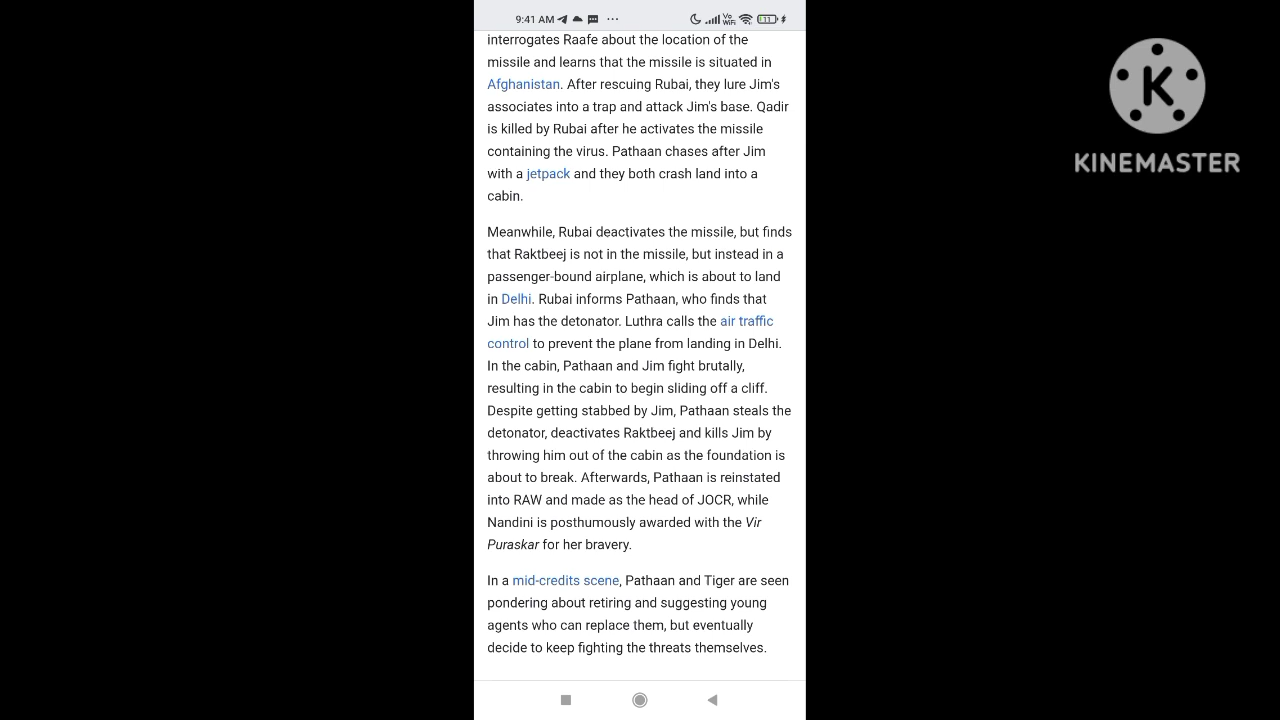 9:41 AM ...
Vo
WiFi
11
interrogates Raafe about the location of the
missile and learns that the missile is situated in
Afghanistan. After rescuing Rubai, they lure Jim's
associates into a trap and attack Jim's base. Qadir
is killed by Rubai after he activates the missile
containing the virus. Pathaan chases after Jim
with a jetpack and they both crash land into a
cabin.
Meanwhile, Rubai deactivates the missile, but finds
that Raktbeej is not in the missile, but instead in a
passenger-bound airplane, which is about to land
in Delhi. Rubai informs Pathaan, who finds that
Jim has the detonator. Luthra calls the air traffic
control to prevent the plane from landing in Delhi.
In the cabin, Pathaan and Jim fight brutally,
resulting in the cabin to begin sliding off a cliff.
Despite getting stabbed by Jim, Pathaan steals the
detonator, deactivates Raktbeej and kills Jim by
throwing him out of the cabin as the foundation is
about to break. Afterwards, Pathaan is reinstated
into RAW and made as the head of JOCR, while
Nandini is posthumously awarded with the Vir
Puraskar for her bravery.
In a mid-credits scene, Pathaan and Tiger are seen
pondering about retiring and suggesting young
agents who can replace them, but eventually
decide to keep fighting the threats themselves.
K
KINEMASTER